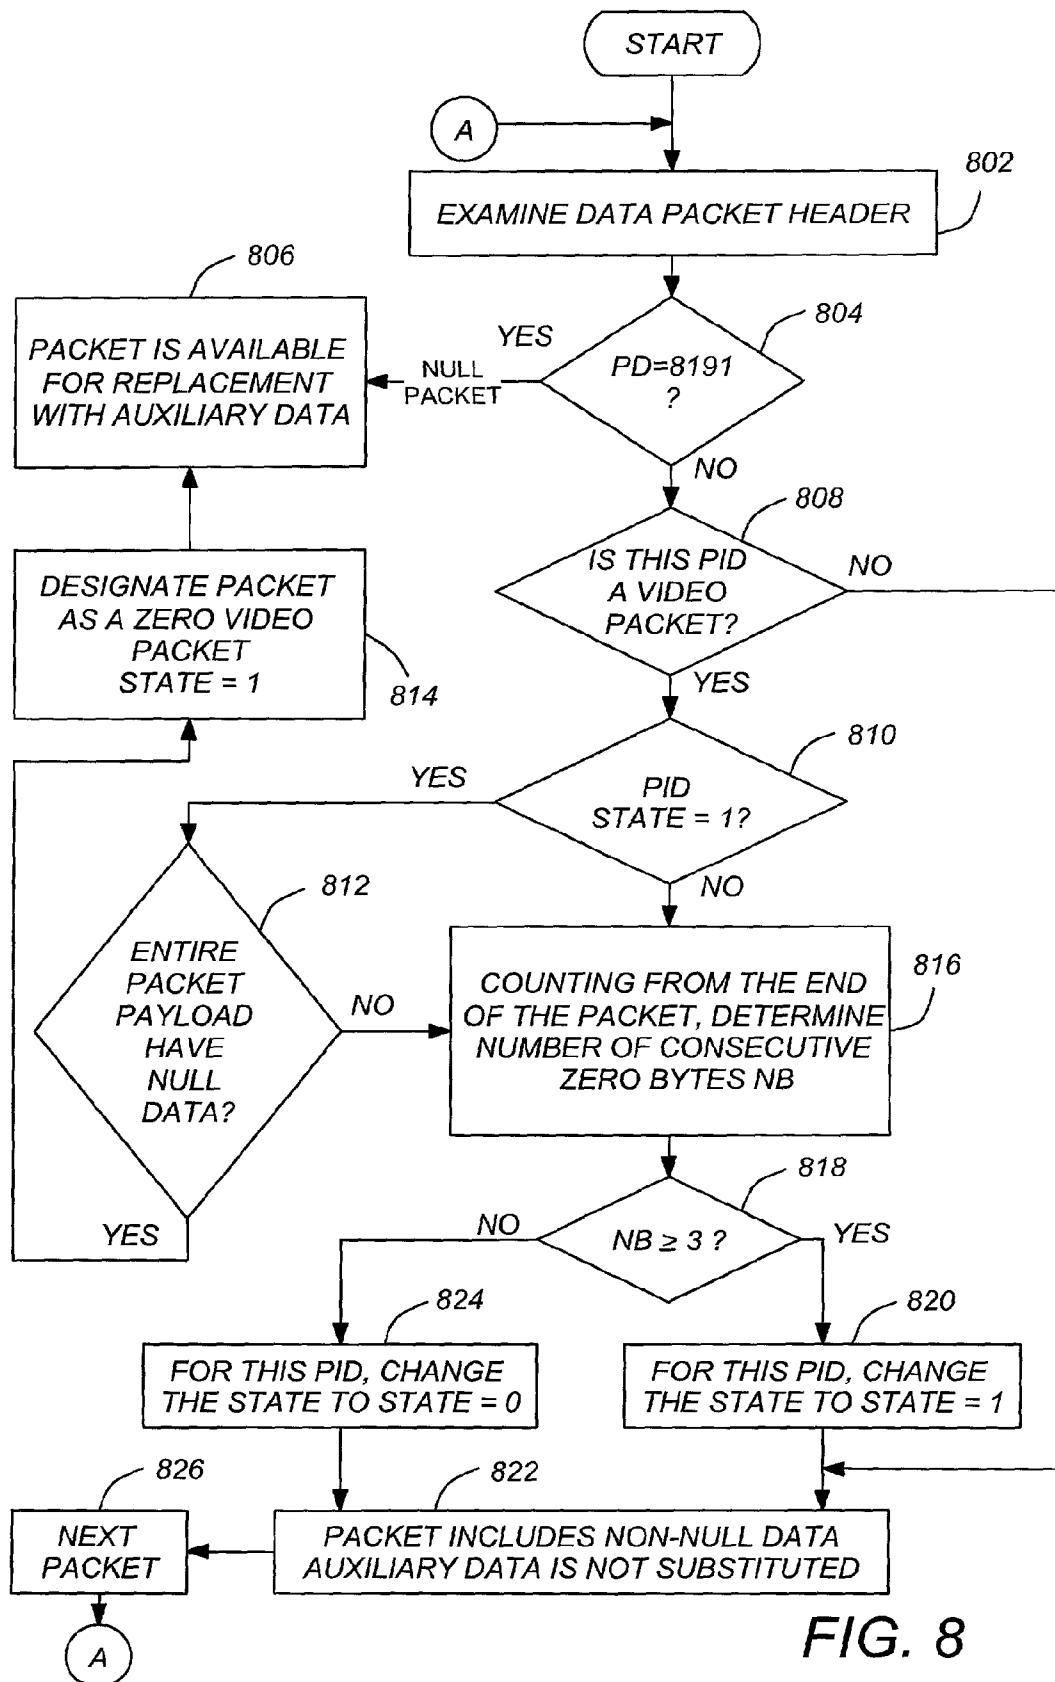 START
A
802
EXAMINE DATA PACKET HEADER
806
804
YES
PACKET IS AVAILABLE
FOR REPLACEMENT
WITH AUXILIARY DATA
NULL
PACKET
PD=8191
?
NO
808
IS THIS PID
A VIDEO
PACKET?
NO
DESIGNATE PACKET
AS A ZERO VIDEO
PACKET
STATE = 1
814
YES
810
YES
PID
STATE = 1?
NO
812
ENTIRE
PACKET
PAYLOAD
HAVE
NULL
DATA?
NO
816
COUNTING FROM THE END
OF THE PACKET, DETERMINE
NUMBER OF CONSECUTIVE
ZERO BYTES NB
YES
818
NO
NB ≥ 3 ?
YES
824
820
FOR THIS PID, CHANGE
THE STATE TO STATE = 0
FOR THIS PID, CHANGE
THE STATE TO STATE = 1
826
822
NEXT
PACKET
PACKET INCLUDES NON-NULL DATA
AUXILIARY DATA IS NOT SUBSTITUTED
A
FIG. 8